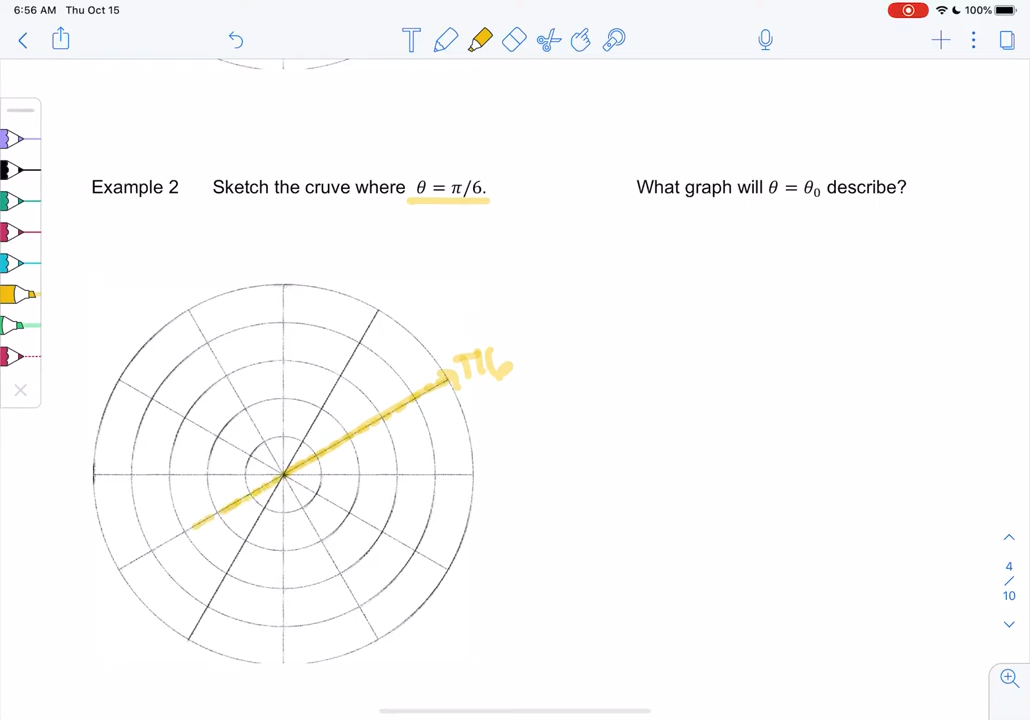 6:56 AM Thu Oct 15
100%
T
Example 2 Sketch the cruve where θ = π/6.
What graph will θ = θ₀ describe?
π/6
4
/
10